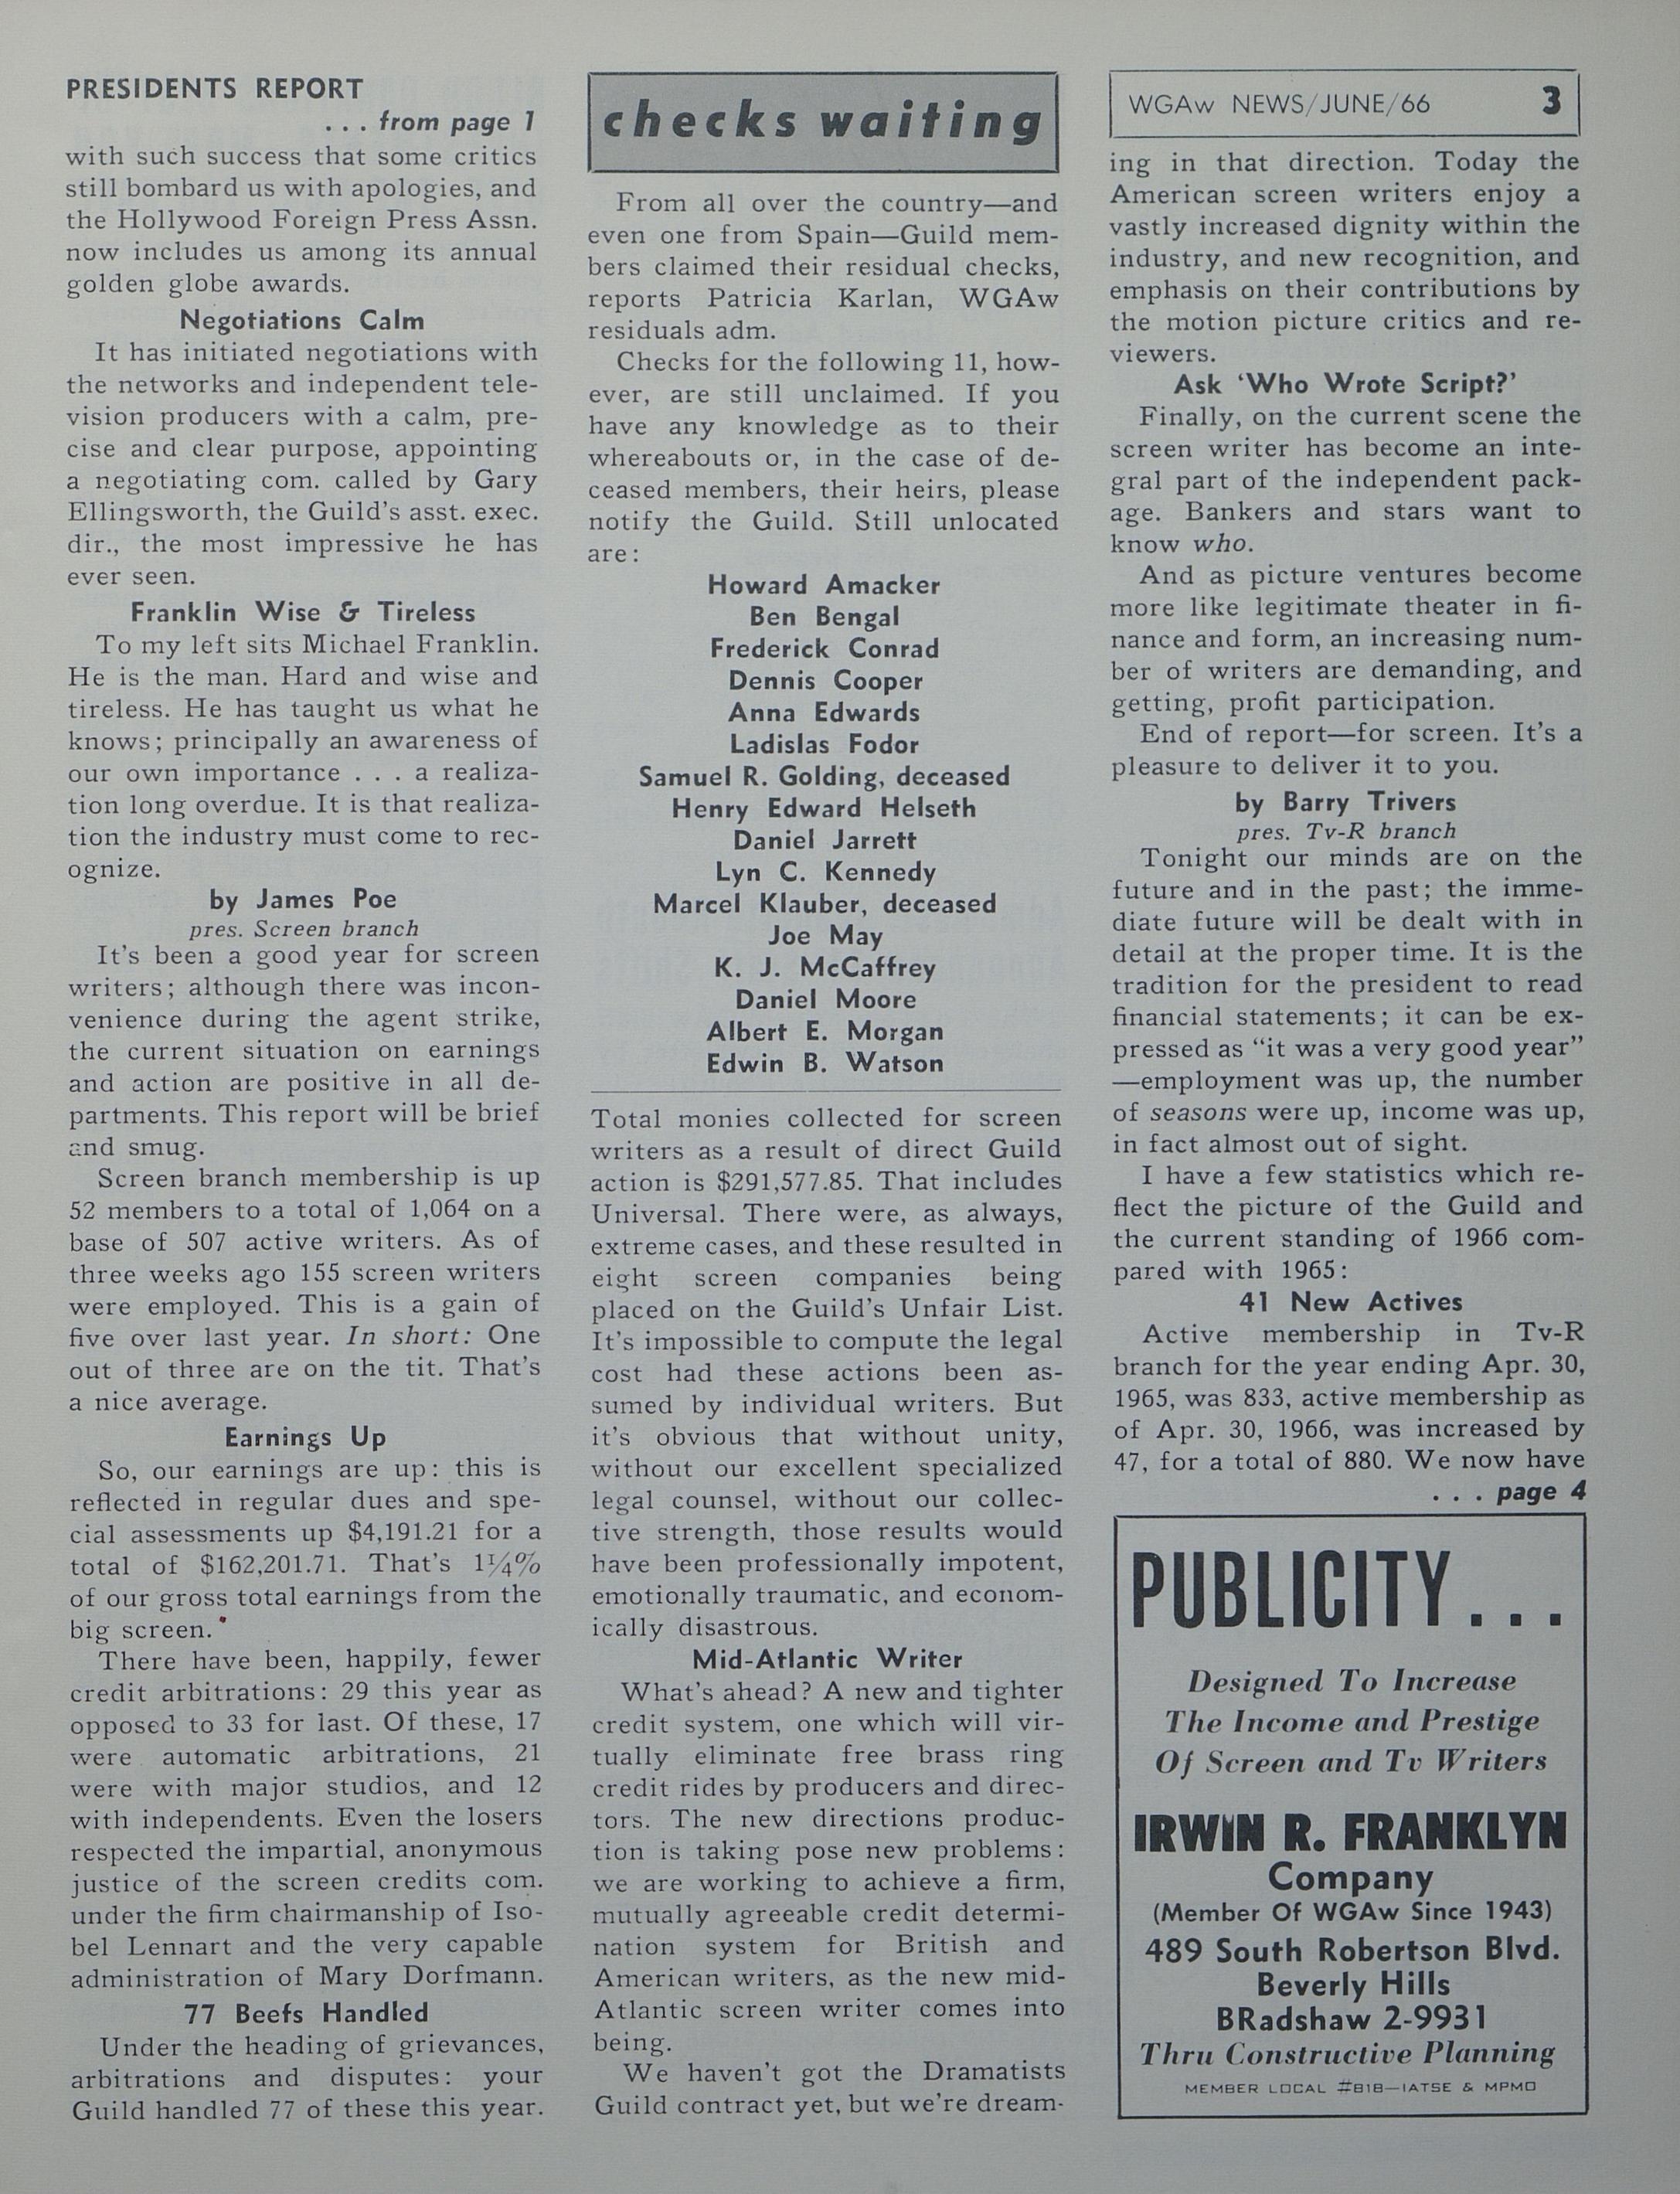 PRESIDENTS REPORT
. . . from page 1
with such success that some critics
still bombard us with apologies, and
the Hollywood Foreign Press Assn.
now includes us among its annual
golden globe awards.
Negotiations Calm
It has initiated negotiations with
the networks and independent tele-
vision producers with a calm, pre-
cise and clear purpose, appointing
a negotiating com. called by Gary
Ellingsworth, the Guild's asst. exec.
dir., the most impressive he has
ever seen.
Franklin Wise & Tireless
To my left sits Michael Franklin.
He is the man. Hard and wise and
tireless. He has taught us what he
knows; principally an awareness of
our own importance . . . a realiza-
tion long overdue. It is that realiza-
tion the industry must come to rec-
ognize.
by James Poe
pres. Screen branch
It's been a good year for screen
writers; although there was incon-
venience during the agent strike,
the current situation on earnings
and action are positive in all de-
partments. This report will be brief
and smug.
Screen branch membership is up
52 members to a total of 1,064 on a
base of 507 active writers. As of
three weeks ago 155 screen writers
were employed. This is a gain of
five over last year. In short: One
out of three are on the tit. That's
a nice average.
Earnings Up
So, our earnings are up: this is
reflected in regular dues and spe-
cial assessments up $4,191.21 for a
total of $162,201.71. That's 1¼%
of our gross total earnings from the
big screen.
There have been, happily, fewer
credit arbitrations: 29 this year as
opposed to 33 for last. Of these, 17
were automatic arbitrations, 21
were with major studios, and 12
with independents. Even the losers
respected the impartial, anonymous
justice of the screen credits com.
under the firm chairmanship of Iso-
bel Lennart and the very capable
administration of Mary Dorfmann.
77 Beefs Handled
Under the heading of grievances,
arbitrations and disputes: your
Guild handled 77 of these this year.
checks waiting
From all over the country—and
even one from Spain—Guild mem-
bers claimed their residual checks,
reports Patricia Karlan, WGAw
residuals adm.
Checks for the following 11, how-
ever, are still unclaimed. If you
have any knowledge as to their
whereabouts or, in the case of de-
ceased members, their heirs, please
notify the Guild. Still unlocated
are:
Howard Amacker
Ben Bengal
Frederick Conrad
Dennis Cooper
Anna Edwards
Ladislas Fodor
Samuel R. Golding, deceased
Henry Edward Helseth
Daniel Jarrett
Lyn C. Kennedy
Marcel Klauber, deceased
Joe May
K. J. McCaffrey
Daniel Moore
Albert E. Morgan
Edwin B. Watson
Total monies collected for screen
writers as a result of direct Guild
action is $291,577.85. That includes
Universal. There were, as always,
extreme cases, and these resulted in
eight screen companies being
placed on the Guild's Unfair List.
It's impossible to compute the legal
cost had these actions been as-
sumed by individual writers. But
it's obvious that without unity,
without our excellent specialized
legal counsel, without our collec-
tive strength, those results would
have been professionally impotent,
emotionally traumatic, and econom-
ically disastrous.
Mid-Atlantic Writer
What's ahead? A new and tighter
credit system, one which will vir-
tually eliminate free brass ring
credit rides by producers and direc-
tors. The new directions produc-
tion is taking pose new problems:
we are working to achieve a firm,
mutually agreeable credit determi-
nation system for British and
American writers, as the new mid-
Atlantic screen writer comes into
being.
We haven't got the Dramatists
Guild contract yet, but we're dream-
WGAw NEWS/JUNE/66 3
ing in that direction. Today the
American screen writers enjoy a
vastly increased dignity within the
industry, and new recognition, and
emphasis on their contributions by
the motion picture critics and re-
viewers.
Ask 'Who Wrote Script?'
Finally, on the current scene the
screen writer has become an inte-
gral part of the independent pack-
age. Bankers and stars want to
know who.
And as picture ventures become
more like legitimate theater in fi-
nance and form, an increasing num-
ber of writers are demanding, and
getting, profit participation.
End of report—for screen. It's a
pleasure to deliver it to you.
by Barry Trivers
pres. Tv-R branch
Tonight our minds are on the
future and in the past; the imme-
diate future will be dealt with in
detail at the proper time. It is the
tradition for the president to read
financial statements; it can be ex-
pressed as "it was a very good year"
—employment was up, the number
of seasons were up, income was up,
in fact almost out of sight.
I have a few statistics which re-
flect the picture of the Guild and
the current standing of 1966 com-
pared with 1965:
41 New Actives
Active membership in Tv-R
branch for the year ending Apr. 30,
1965, was 833, active membership as
of Apr. 30, 1966, was increased by
47, for a total of 880. We now have
. . . page 4
PUBLICITY . . .
Designed To Increase
The Income and Prestige
Of Screen and Tv Writers
IRWIN R. FRANKLYN
Company
(Member Of WGAw Since 1943)
489 South Robertson Blvd.
Beverly Hills
BRadshaw 2-9931
Thru Constructive Planning
MEMBER LOCAL #818—IATSE & MPMO